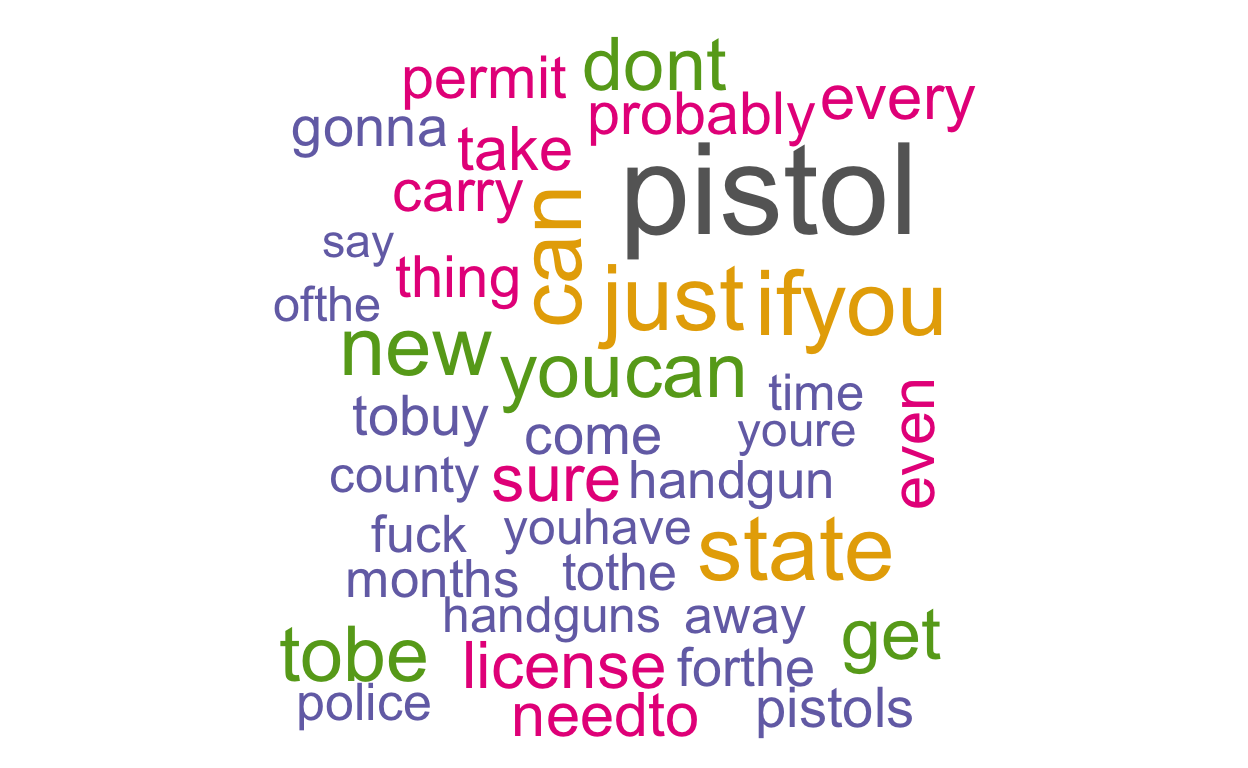 dont
permit
probably
every
gonna
take
pistol
carry
can
say
thing
just
ifyou
ofthe
new
youcan
time
even
tobuy
come
youre
county
sure
handgun
fuck
youhave
state
months
tothe
handguns
away
get
tobe
license
forthe
police
needto
pistols